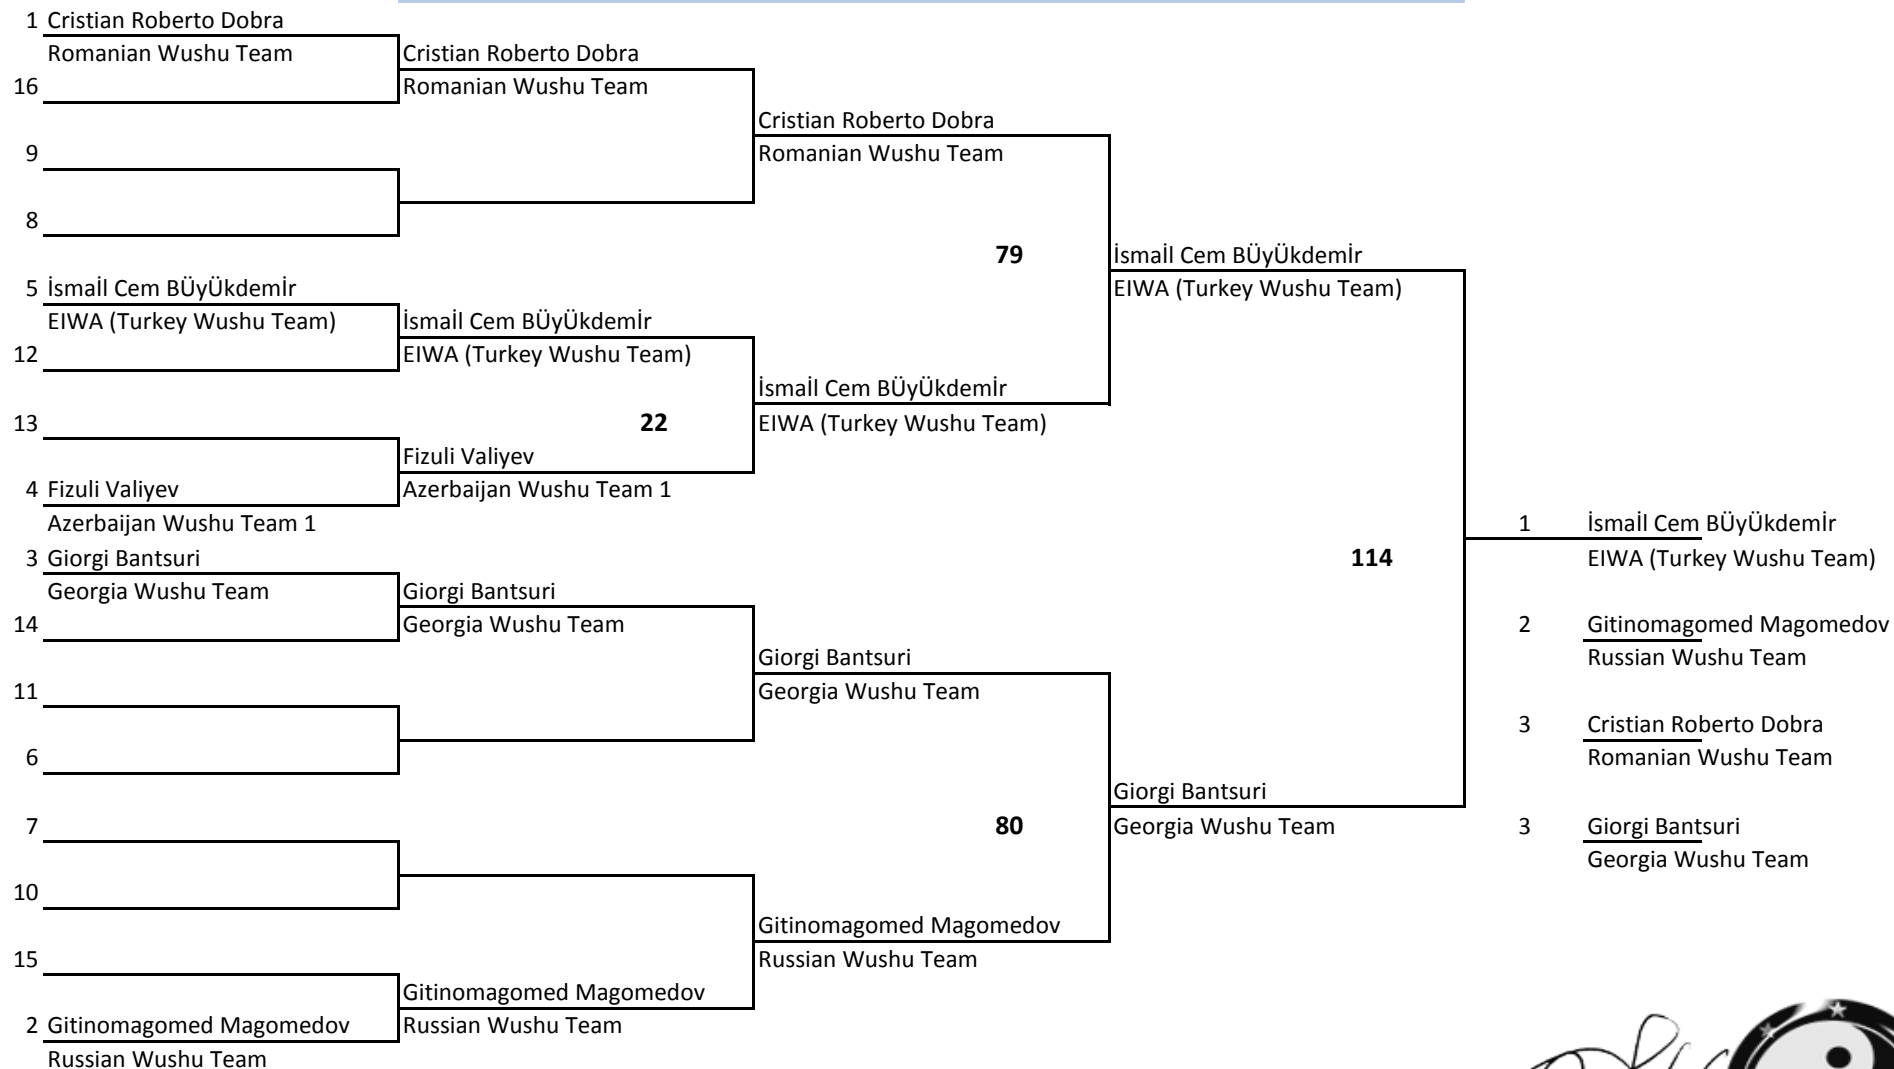 1 Cristian Roberto Dobra
Romanian Wushu Team
Cristian Roberto Dobra
16
Romanian Wushu Team
Cristian Roberto Dobra
9
Romanian Wushu Team
8
79
İsmaİl Cem BÜyÜkdemİr
5 İsmaİl Cem BÜyÜkdemİr
EIWA (Turkey Wushu Team)
EIWA (Turkey Wushu Team)
İsmaİl Cem BÜyÜkdemİr
12
EIWA (Turkey Wushu Team)
İsmaİl Cem BÜyÜkdemİr
13
22
EIWA (Turkey Wushu Team)
Fizuli Valiyev
4 Fizuli Valiyev
Azerbaijan Wushu Team 1
Azerbaijan Wushu Team 1
1 İsmaİl Cem BÜyÜkdemİr
3 Giorgi Bantsuri
114
EIWA (Turkey Wushu Team)
Georgia Wushu Team
Giorgi Bantsuri
14
Georgia Wushu Team
2 Gitinomagomed Magomedov
Giorgi Bantsuri
Russian Wushu Team
11
Georgia Wushu Team
3 Cristian Roberto Dobra
6
Romanian Wushu Team
Giorgi Bantsuri
7
80
Georgia Wushu Team
3 Giorgi Bantsuri
Georgia Wushu Team
10
Gitinomagomed Magomedov
15
Russian Wushu Team
Gitinomagomed Magomedov
2 Gitinomagomed Magomedov
Russian Wushu Team
Russian Wushu Team